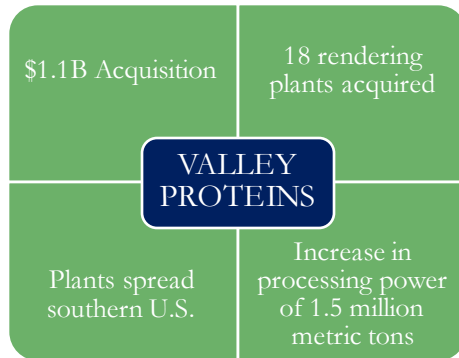 $1.1B Acquisition
18 rendering
plants acquired
VALLEY
PROTEINS
Plants spread
southern U.S.
Increase in
processing power
of 1.5 million
metric tons